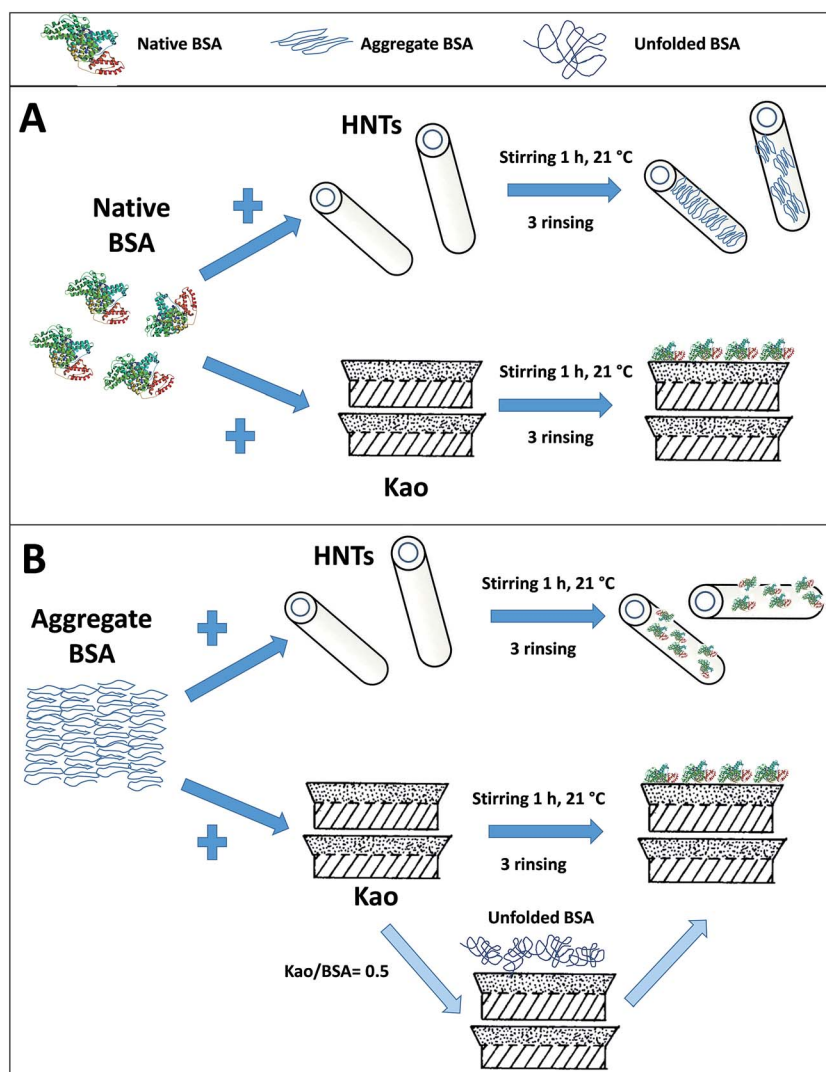 Native BSA
Aggregate BSA
Unfolded BSA
A
HNTs
Stirring 1 h, 21 °C
3 rinsing
Native
BSA
Stirring 1 h, 21 °C
3 rinsing
Kao
B
HNTs
Stirring 1 h, 21 °C
3 rinsing
Aggregate
BSA
Stirring 1 h, 21 °C
3 rinsing
Kao
Unfolded BSA
Kao/BSA= 0.5